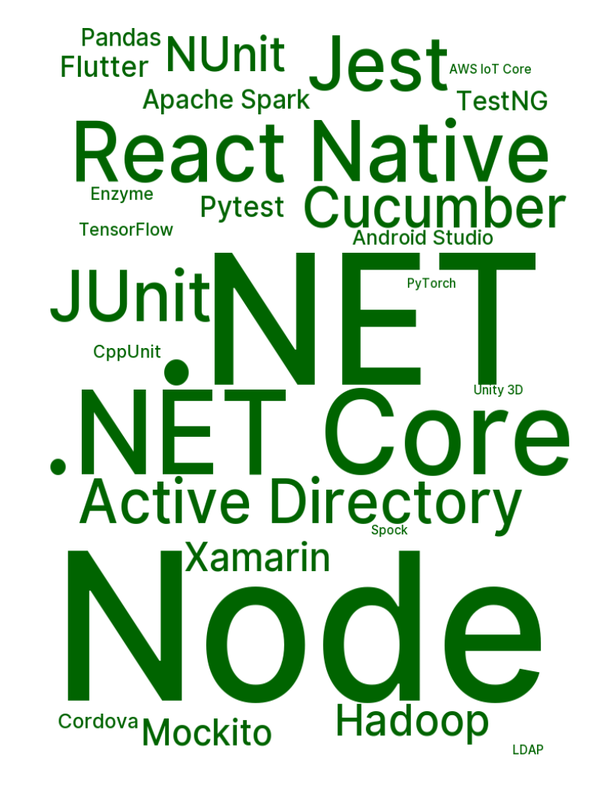 Pandas
NUnit
Jest
Flutter
AWS IoT Core
Apache Spark
TestNG
React Native
Enzyme
Pytest
Cucumber
TensorFlow
Android Studio
JUnit
.NET
PyTorch
CppUnit
Unity 3D
.NET Core
Active Directory
Spock
Xamarin
Node
Cordova
Mockito
Hadoop
LDAP